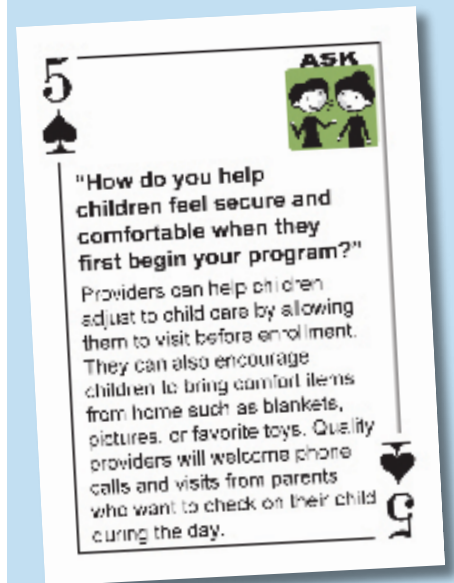 5
ASK
"How do you help
children feel secure and
comfortable when they
first begin your program?"
Providers can help children
adjust to child care by allowing
them to visit before enrollment.
They can also encourage
children to bring comfort items
from home such as blankets,
pictures, or favorite toys. Quality
providers will welcome phone
calls and visits from parents
who want to check on their child
during the day.
5